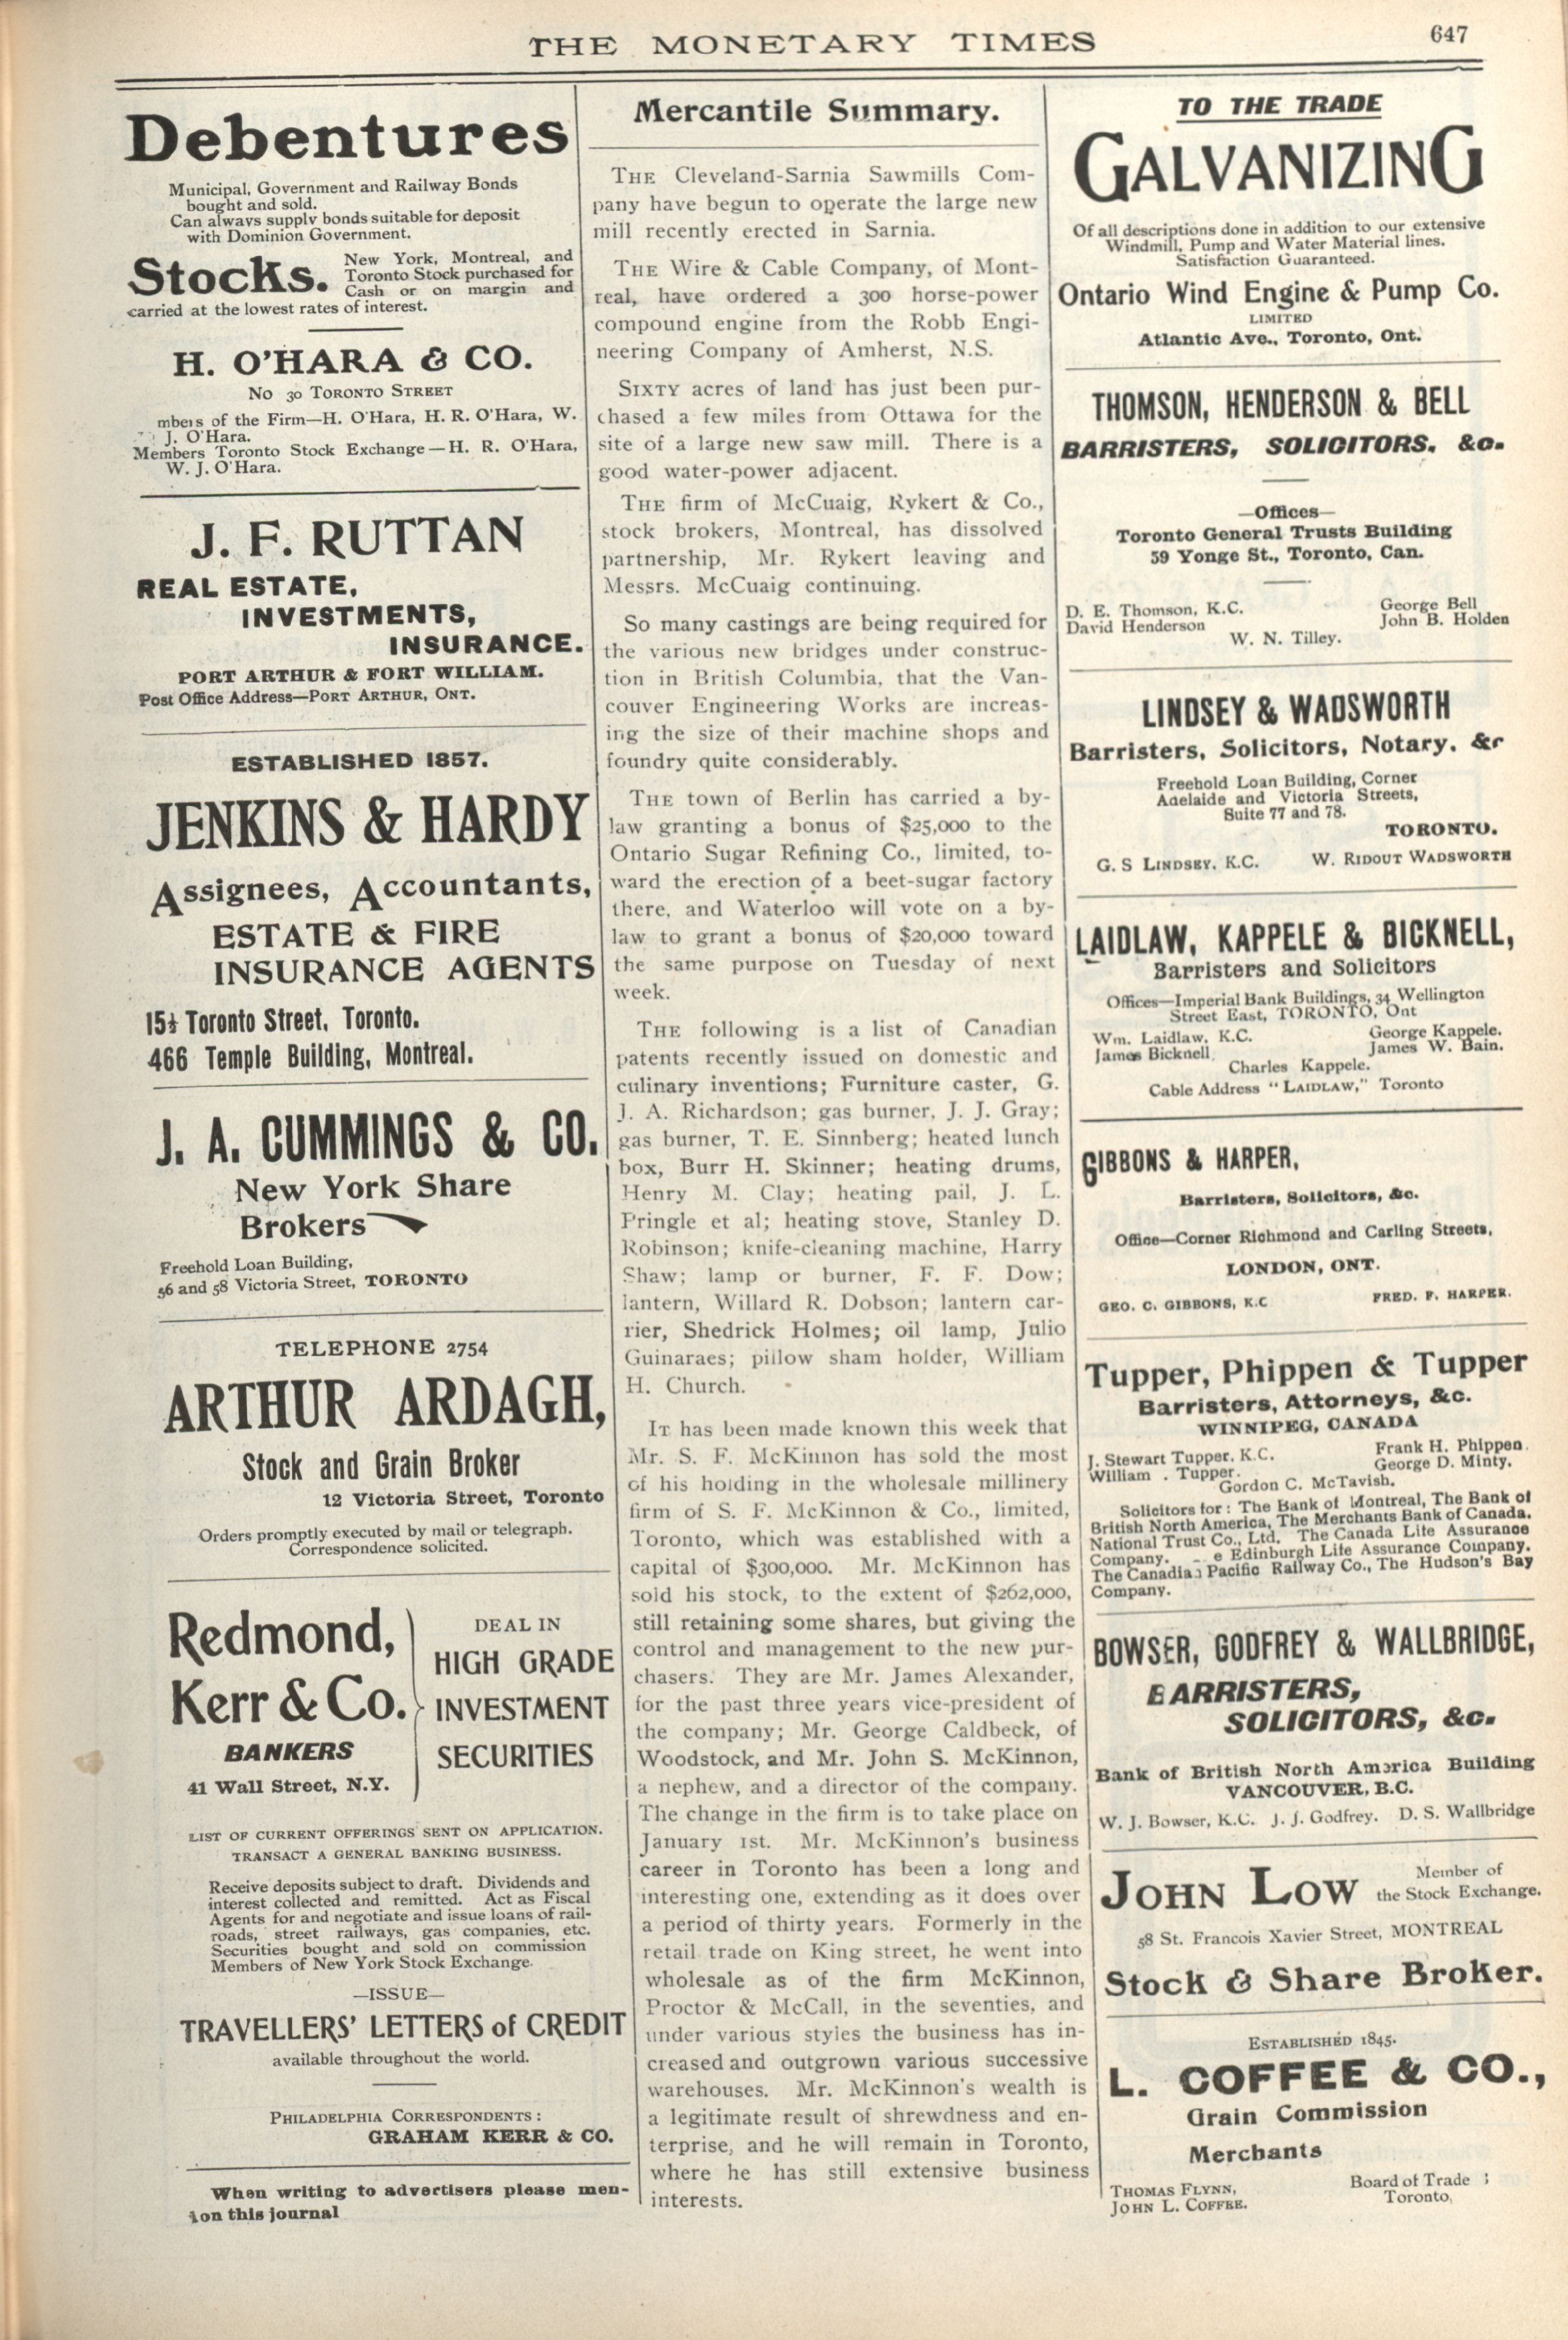 THE MONETARY TIMES
647
Debentures
Municipal, Government and Railway Bonds
bought and sold.
Can always supply bonds suitable for deposit
with Dominion Government.
Stocks.
New York, Montreal, and
Toronto Stock purchased for
Cash or on margin and
carried at the lowest rates of interest.
H. O'HARA & CO.
No 30 TORONTO STREET
mbers of the Firm—H. O'Hara, H. R. O'Hara, W.
J. O'Hara.
Members Toronto Stock Exchange—H. R. O'Hara,
W. J. O'Hara.
J. F. RUTTAN
REAL ESTATE,
INVESTMENTS,
INSURANCE.
PORT ARTHUR & FORT WILLIAM.
Post Office Address—PORT ARTHUR, ONT.
ESTABLISHED 1857.
JENKINS & HARDY
Assignees, Accountants,
ESTATE & FIRE
INSURANCE AGENTS
15½ Toronto Street, Toronto.
466 Temple Building, Montreal.
J. A. CUMMINGS & CO.
New York Share
Brokers
Freehold Loan Building,
56 and 58 Victoria Street, TORONTO
TELEPHONE 2754
ARTHUR ARDAGH,
Stock and Grain Broker
12 Victoria Street, Toronto
Orders promptly executed by mail or telegraph.
Correspondence solicited.
Redmond,
Kerr & Co.
BANKERS
41 Wall Street, N.Y.
DEAL IN
HIGH GRADE
INVESTMENT
SECURITIES
LIST OF CURRENT OFFERINGS SENT ON APPLICATION.
TRANSACT A GENERAL BANKING BUSINESS.
Receive deposits subject to draft. Dividends and
interest collected and remitted. Act as Fiscal
Agents for and negotiate and issue loans of rail-
roads, street railways, gas companies, etc.
Securities bought and sold on commission
Members of New York Stock Exchange.
—ISSUE—
TRAVELLERS' LETTERS of CREDIT
available throughout the world.
PHILADELPHIA CORRESPONDENTS:
GRAHAM KERR & CO.
When writing to advertisers please men-
ion this journal
Mercantile Summary.
THE Cleveland-Sarnia Sawmills Com-
pany have begun to operate the large new
mill recently erected in Sarnia.
THE Wire & Cable Company, of Mont-
real, have ordered a 300 horse-power
compound engine from the Robb Engi-
neering Company of Amherst, N.S.
SIXTY acres of land has just been pur-
chased a few miles from Ottawa for the
site of a large new saw mill. There is a
good water-power adjacent.
THE firm of McCuaig, Rykert & Co.,
stock brokers, Montreal, has dissolved
partnership, Mr. Rykert leaving and
Messrs. McCuaig continuing.
So many castings are being required for
the various new bridges under construc-
tion in British Columbia, that the Van-
couver Engineering Works are increas-
ing the size of their machine shops and
foundry quite considerably.
THE town of Berlin has carried a by-
law granting a bonus of $25,000 to the
Ontario Sugar Refining Co., limited, to-
ward the erection of a beet-sugar factory
there, and Waterloo will vote on a by-
law to grant a bonus of $20,000 toward
the same purpose on Tuesday of next
week.
THE following is a list of Canadian
patents recently issued on domestic and
culinary inventions; Furniture caster, G.
J. A. Richardson; gas burner, J. J. Gray;
gas burner, T. E. Sinnberg; heated lunch
box, Burr H. Skinner; heating drums,
Henry M. Clay; heating pail, J. L.
Pringle et al; heating stove, Stanley D.
Robinson; knife-cleaning machine, Harry
Shaw; lamp or burner, F. F. Dow;
lantern, Willard R. Dobson; lantern car-
rier, Shedrick Holmes; oil lamp, Julio
Guinaraes; pillow sham holder, William
H. Church.
IT has been made known this week that
Mr. S. F. McKinnon has sold the most
of his holding in the wholesale millinery
firm of S. F. McKinnon & Co., limited,
Toronto, which was established with a
capital of $300,000. Mr. McKinnon has
sold his stock, to the extent of $262,000,
still retaining some shares, but giving the
control and management to the new pur-
chasers. They are Mr. James Alexander,
for the past three years vice-president of
the company; Mr. George Caldbeck, of
Woodstock, and Mr. John S. McKinnon,
a nephew, and a director of the company.
The change in the firm is to take place on
January 1st. Mr. McKinnon's business
career in Toronto has been a long and
interesting one, extending as it does over
a period of thirty years. Formerly in the
retail trade on King street, he went into
wholesale as of the firm McKinnon,
Proctor & McCall, in the seventies, and
under various styles the business has in-
creased and outgrown various successive
warehouses. Mr. McKinnon's wealth is
a legitimate result of shrewdness and en-
terprise, and he will remain in Toronto,
where he has still extensive business
interests.
TO THE TRADE
GALVANIZING
Of all descriptions done in addition to our extensive
Windmill, Pump and Water Material lines.
Satisfaction Guaranteed.
Ontario Wind Engine & Pump Co.
LIMITED
Atlantic Ave., Toronto, Ont.
THOMSON, HENDERSON & BELL
BARRISTERS, SOLICITORS, &c.
—Offices—
Toronto General Trusts Building
59 Yonge St., Toronto, Can.
D. E. Thomson, K.C.
David Henderson
George Bell
John B. Holden
W. N. Tilley.
LINDSEY & WADSWORTH
Barristers, Solicitors, Notary, &c
Freehold Loan Building, Corner
Adelaide and Victoria Streets,
Suite 77 and 78.
TORONTO.
G. S LINDSEY, K.C.
W. RIDOUT WADSWORTH
LAIDLAW, KAPPELE & BICKNELL,
Barristers and Solicitors
Offices—Imperial Bank Buildings, 34 Wellington
Street East, TORONTO, Ont
Wm. Laidlaw, K.C.
George Kappele.
James Bicknell
James W. Bain.
Charles Kappele.
Cable Address "LAIDLAW," Toronto
GIBBONS & HARPER,
Barristers, Solicitors, &c.
Office—Corner Richmond and Carling Streets,
LONDON, ONT.
GEO. C. GIBBONS, K.C
FRED. F. HARPER.
Tupper, Phippen & Tupper
Barristers, Attorneys, &c.
WINNIPEG, CANADA
J. Stewart Tupper, K.C.
Frank H. Phippen.
William . Tupper.
George D. Minty.
Gordon C. McTavish.
Solicitors for: The Bank of Montreal, The Bank of
British North America, The Merchants Bank of Canada.
National Trust Co., Ltd. The Canada Life Assurance
Company. e Edinburgh Life Assurance Company.
The Canadian Pacific Railway Co., The Hudson's Bay
Company.
BOWSER, GODFREY & WALLBRIDGE,
BARRISTERS,
SOLICITORS, &c.
Bank of British North America Building
VANCOUVER, B.C.
W. J. Bowser, K.C. J. J. Godfrey. D. S. Wallbridge
JOHN LOW
Member of
the Stock Exchange.
58 St. Francois Xavier Street, MONTREAL
Stock & Share Broker.
ESTABLISHED 1845.
L. COFFEE & CO.,
Grain Commission
Merchants
THOMAS FLYNN,
JOHN L. COFFEE.
Board of Trade
Toronto,